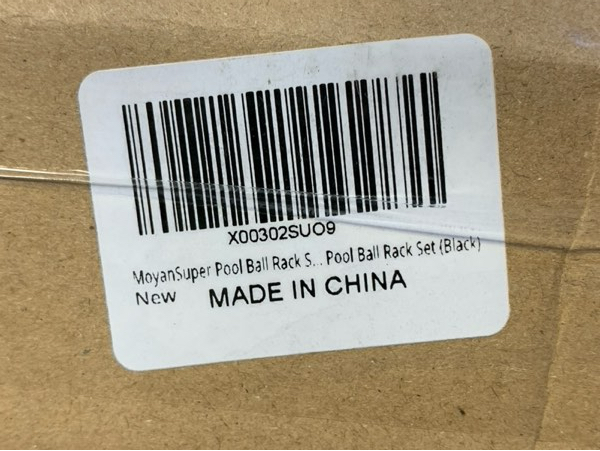 X00302SUO9
MoyanSuper Pool Ball Rack S... Pool Ball Rack Set (Black)
New MADE IN CHINA